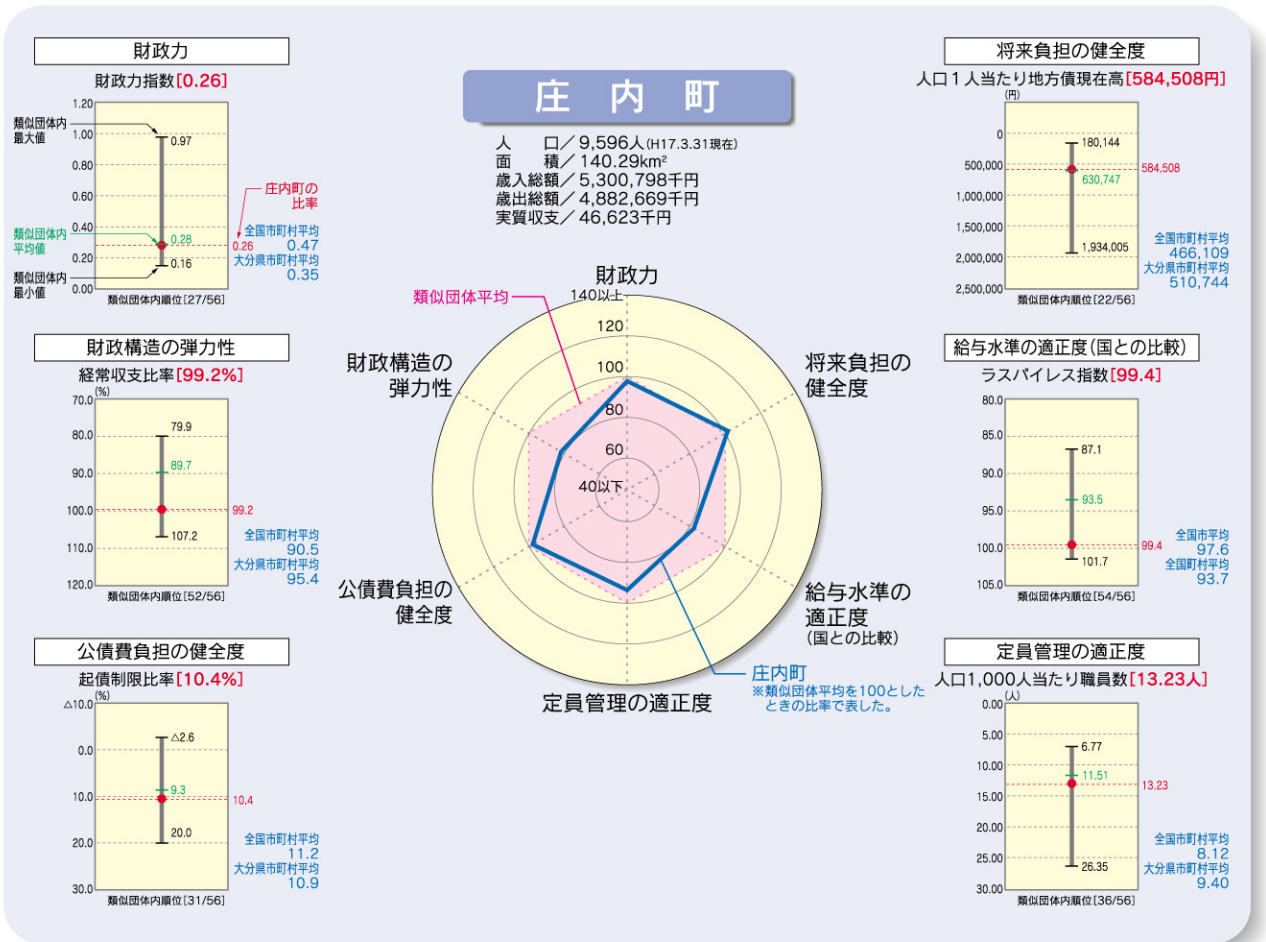 庄内町
人口／9,596人(H17.3.31現在)
面積／140.29km²
歳入総額／5,300,798千円
歳出総額／4,882,669千円
実質収支／46,623千円
財政力
財政力指数[0.26]
1.20
1.00
0.80
0.60
0.40
0.20
0.00
類似団体内
最大値
0.97
庄内町の
比率
類似団体内
平均値
0.28
0.26
類似団体内
最小値
0.16
全国市町村平均
0.47
大分県市町村平均
0.35
類似団体内順位[27/56]
財政構造の弾力性
経常収支比率[99.2%]
(%)
70.0
80.0
90.0
100.0
110.0
120.0
79.9
89.7
99.2
107.2
全国市町村平均
90.5
大分県市町村平均
95.4
類似団体内順位[52/56]
公債費負担の健全度
起債制限比率[10.4%]
(%)
△10.0
0.0
10.0
20.0
30.0
△2.6
9.3
10.4
20.0
全国市町村平均
11.2
大分県市町村平均
10.9
類似団体内順位[31/56]
財政力
類似団体平均
140以上
120
100
80
60
40以下
財政構造の
弾力性
将来負担の
健全度
公債費負担の
健全度
給与水準の
適正度
(国との比較)
定員管理の適正度
庄内町
※類似団体平均を100とした
ときの比率で表した。
将来負担の健全度
人口1人当たり地方債現在高[584,508円]
(円)
0
500,000
1,000,000
1,500,000
2,000,000
2,500,000
180,144
584,508
630,747
1,934,005
全国市町村平均
466,109
大分県市町村平均
510,744
類似団体内順位[22/56]
給与水準の適正度(国との比較)
ラスパイレス指数[99.4]
80.0
85.0
90.0
95.0
100.0
105.0
87.1
93.5
99.4
101.7
全国市平均
97.6
全国町村平均
93.7
類似団体内順位[54/56]
定員管理の適正度
人口1,000人当たり職員数[13.23人]
(人)
0.00
5.00
10.00
15.00
20.00
25.00
30.00
6.77
11.51
13.23
26.35
全国市町村平均
8.12
大分県市町村平均
9.40
類似団体内順位[36/56]